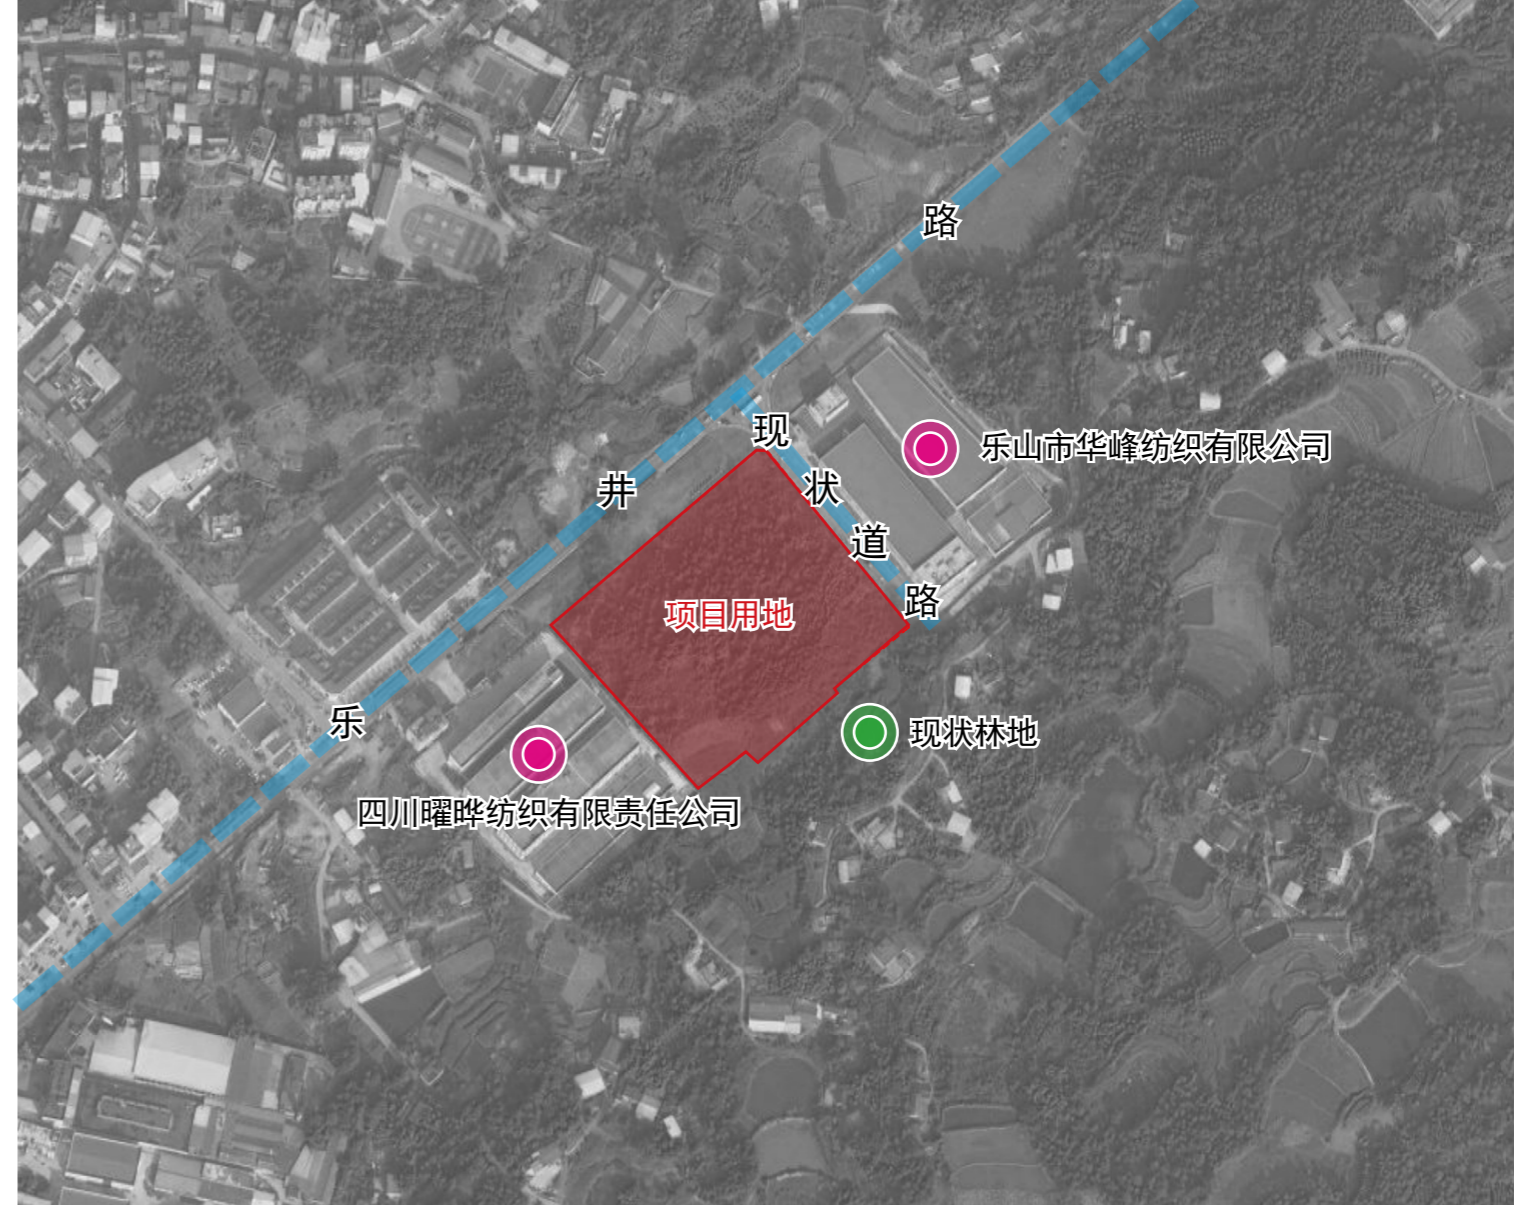 乐井路
现状道路
乐山市华峰纺织有限公司
项目用地
现状林地
四川曜晔纺织有限责任公司